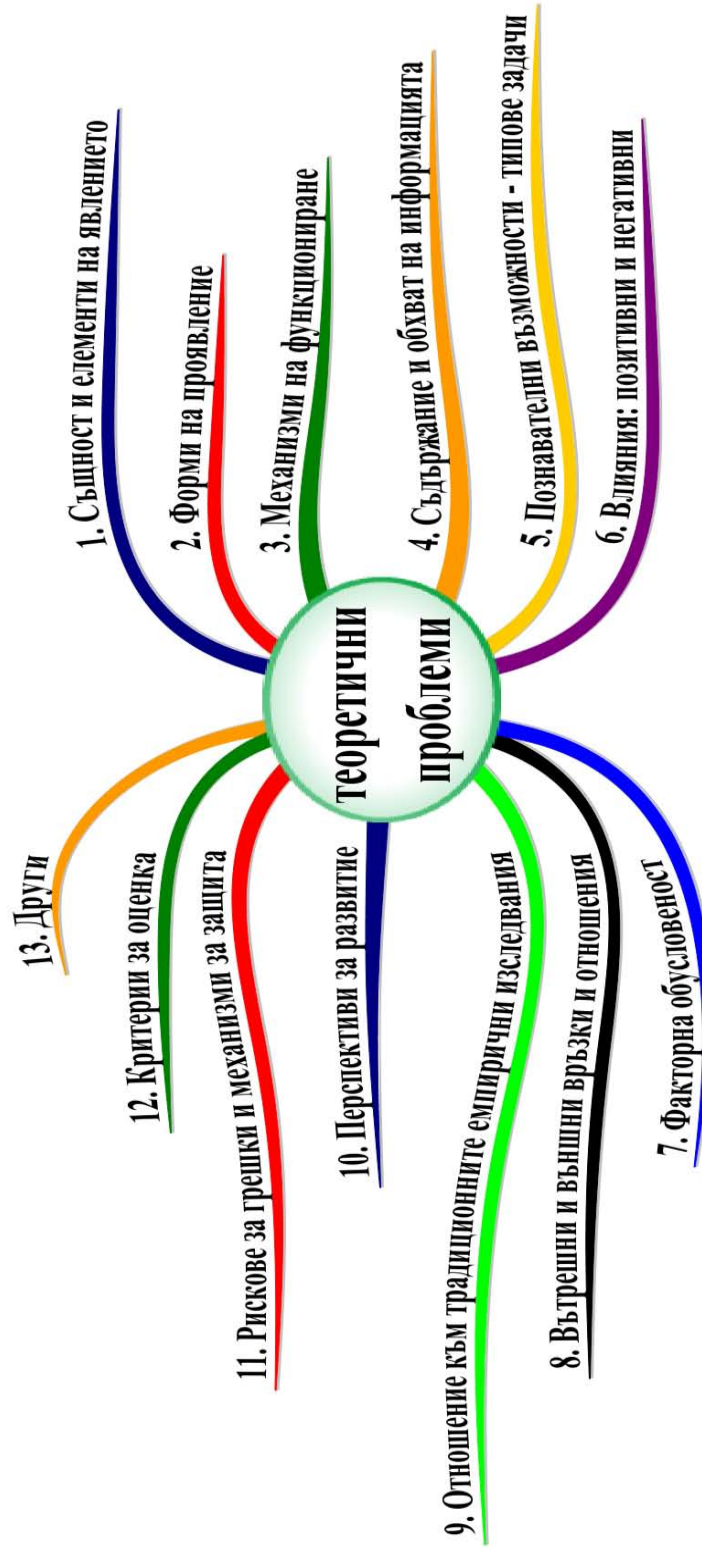 теоретични
проблеми
1. Същност и елементи на явлението
2. Форми на проявление
3. Механизми на функциониране
4. Съдържание и обхват на информацията
5. Познавателни възможности - типове задачи
6. Влияния: позитивни и негативни
7. Факторна обусловеност
8. Вътрешни и външни връзки и отношения
9. Отношение към традиционните емпирични изследвания
10. Перспективи за развитие
11. Рискове за грешки и механизми за защита
12. Критерии за оценка
13. Други